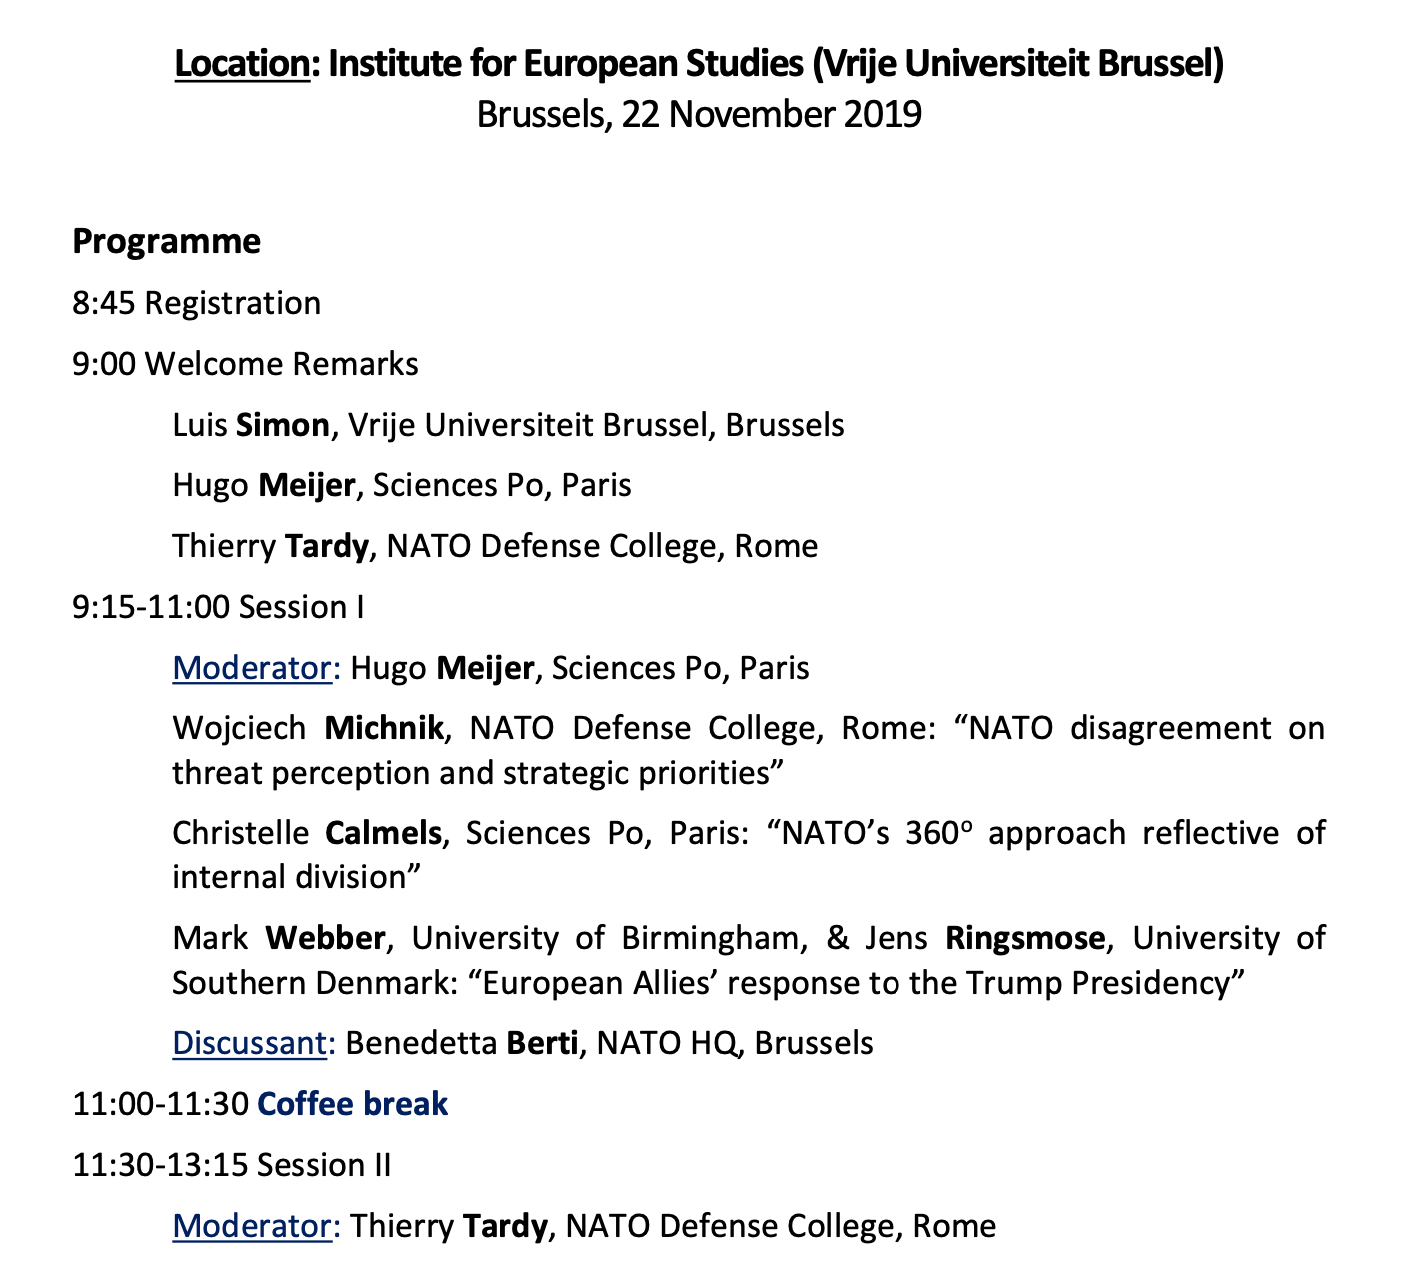 Location: Institute for European Studies (Vrije Universiteit Brussel)
Brussels, 22 November 2019
Programme
8:45 Registration
9:00 Welcome Remarks
Luis Simon, Vrije Universiteit Brussel, Brussels
Hugo Meijer, Sciences Po, Paris
Thierry Tardy, NATO Defense College, Rome
9:15-11:00 Session I
Moderator: Hugo Meijer, Sciences Po, Paris
Wojciech Michnik, NATO Defense College, Rome: “NATO disagreement on
threat perception and strategic priorities”
Christelle Calmels, Sciences Po, Paris: “NATO’s 360º approach reflective of
internal division”
Mark Webber, University of Birmingham, & Jens Ringsmose, University of
Southern Denmark: “European Allies’ response to the Trump Presidency”
Discussant: Benedetta Berti, NATO HQ, Brussels
11:00-11:30 Coffee break
11:30-13:15 Session II
Moderator: Thierry Tardy, NATO Defense College, Rome